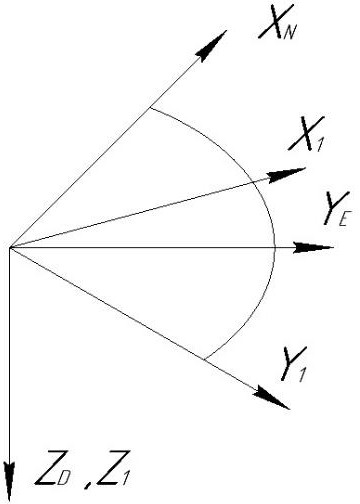 X_N
X_1
Y_E
Y_1
Z_D , Z_1